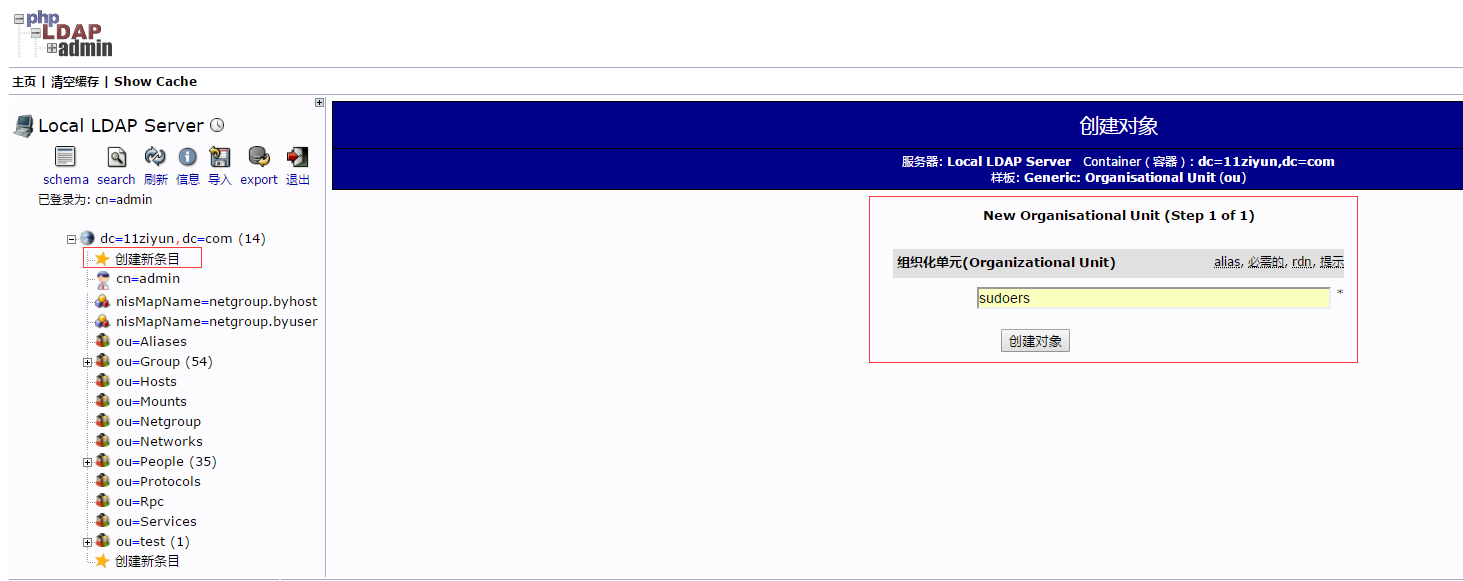 php
LDAP
admin
主页 | 清空缓存 | Show Cache
Local LDAP Server
schema search 刷新 信息 导入 export 退出
已登录为: cn=admin
dc=11ziyun,dc=com (14)
创建新条目
cn=admin
nisMapName=netgroup.byhost
nisMapName=netgroup.byuser
ou=Aliases
ou=Group (54)
ou=Hosts
ou=Mounts
ou=Netgroup
ou=Networks
ou=People (35)
ou=Protocols
ou=Rpc
ou=Services
ou=test (1)
创建新条目
创建对象
服务器: Local LDAP Server Container ( 容器 ) : dc=11ziyun,dc=com
样板: Generic: Organisational Unit (ou)
New Organisational Unit (Step 1 of 1)
组织化单元(Organizational Unit) alias, 必需的, rdn, 提示
sudoers *
创建对象